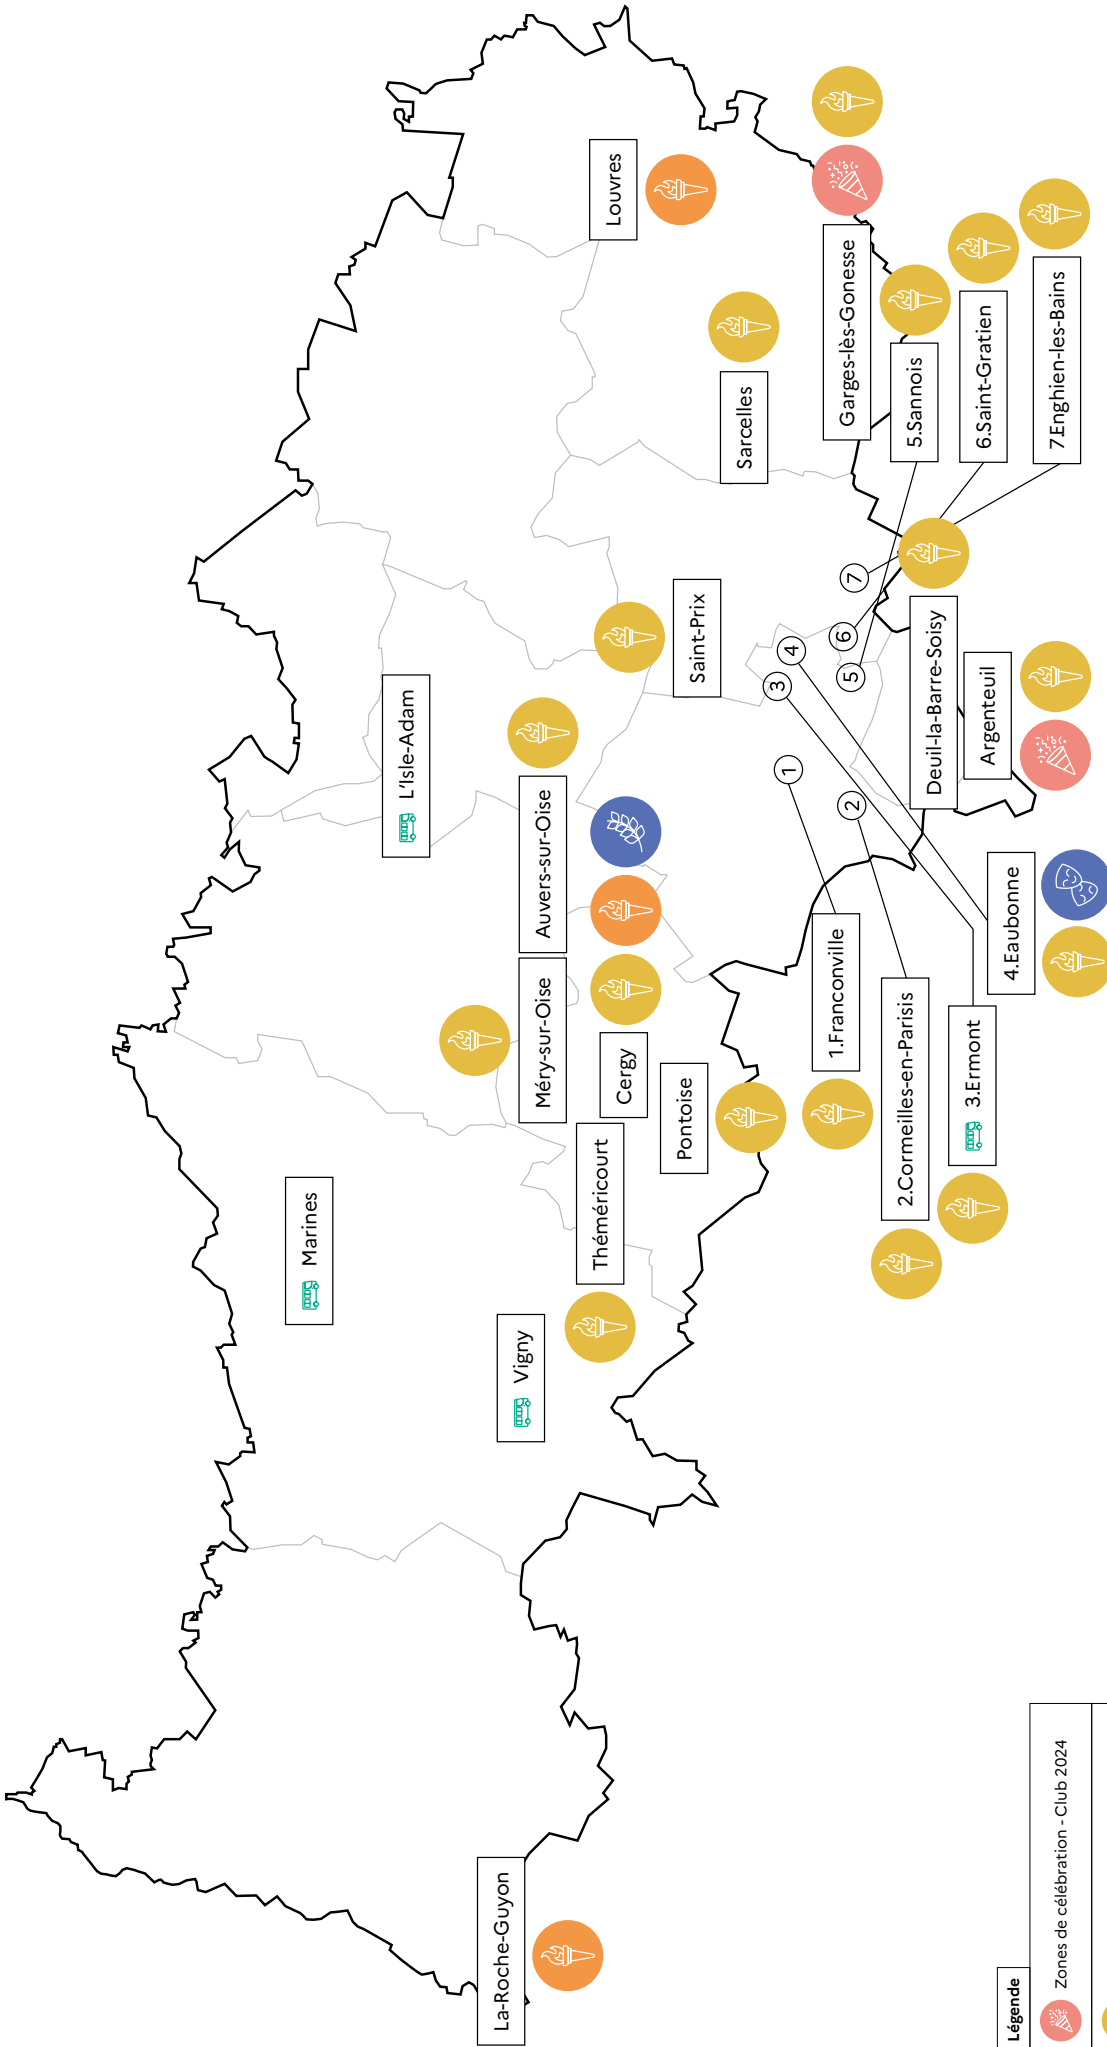 Louvres
Garges-lès-Gonesse
Sarcelles
5.Sannois
6.Saint-Gratien
7.Enghien-les-Bains
L'Isle-Adam
Saint-Prix
7
6
5
4
3
1
2
Deuil-la-Barre-Soisy
Argenteuil
Auvers-sur-Oise
Méry-sur-Oise
Cergy
Pontoise
1.Franconville
2.Cormeilles-en-Parisis
3.Ermont
4.Eaubonne
Marines
Théméricourt
Vigny
La-Roche-Guyon
Légende
Zones de célébration - Club 2024